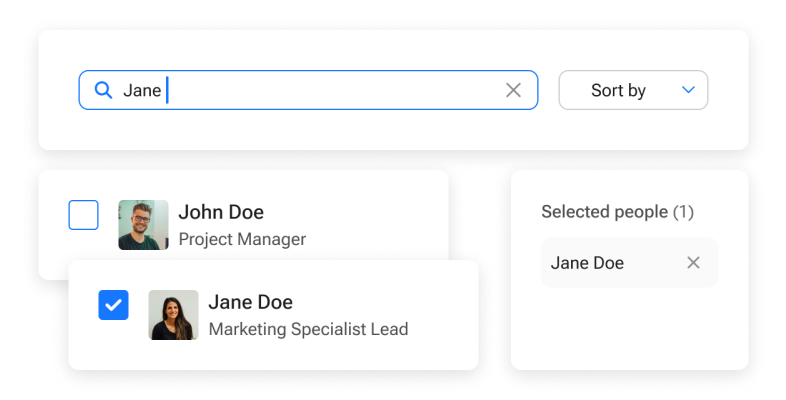 Jane
Sort by
John Doe
Project Manager
Jane Doe
Marketing Specialist Lead
Selected people (1)
Jane Doe